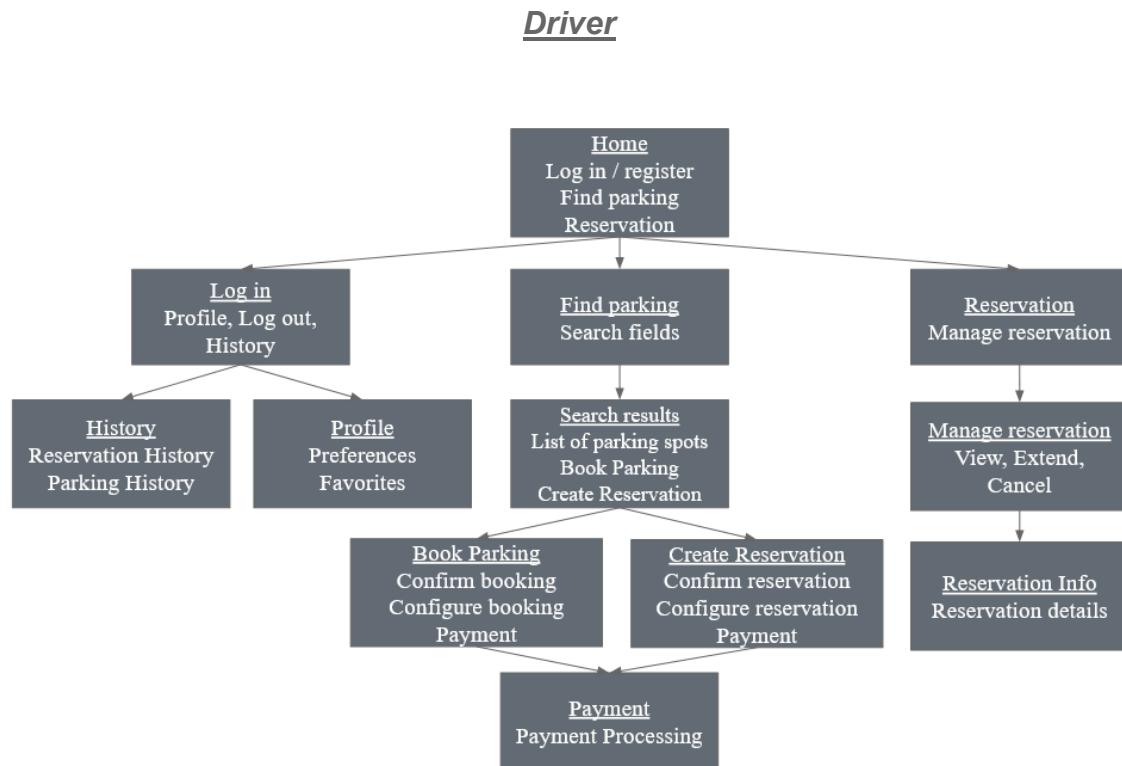 Driver
Home
Log in / register
Find parking
Reservation
Log in
Profile, Log out,
History
Find parking
Search fields
Reservation
Manage reservation
History
Reservation History
Parking History
Profile
Preferences
Favorites
Search results
List of parking spots
Book Parking
Create Reservation
Manage reservation
View, Extend,
Cancel
Book Parking
Confirm booking
Configure booking
Payment
Create Reservation
Confirm reservation
Configure reservation
Payment
Reservation Info
Reservation details
Payment
Payment Processing